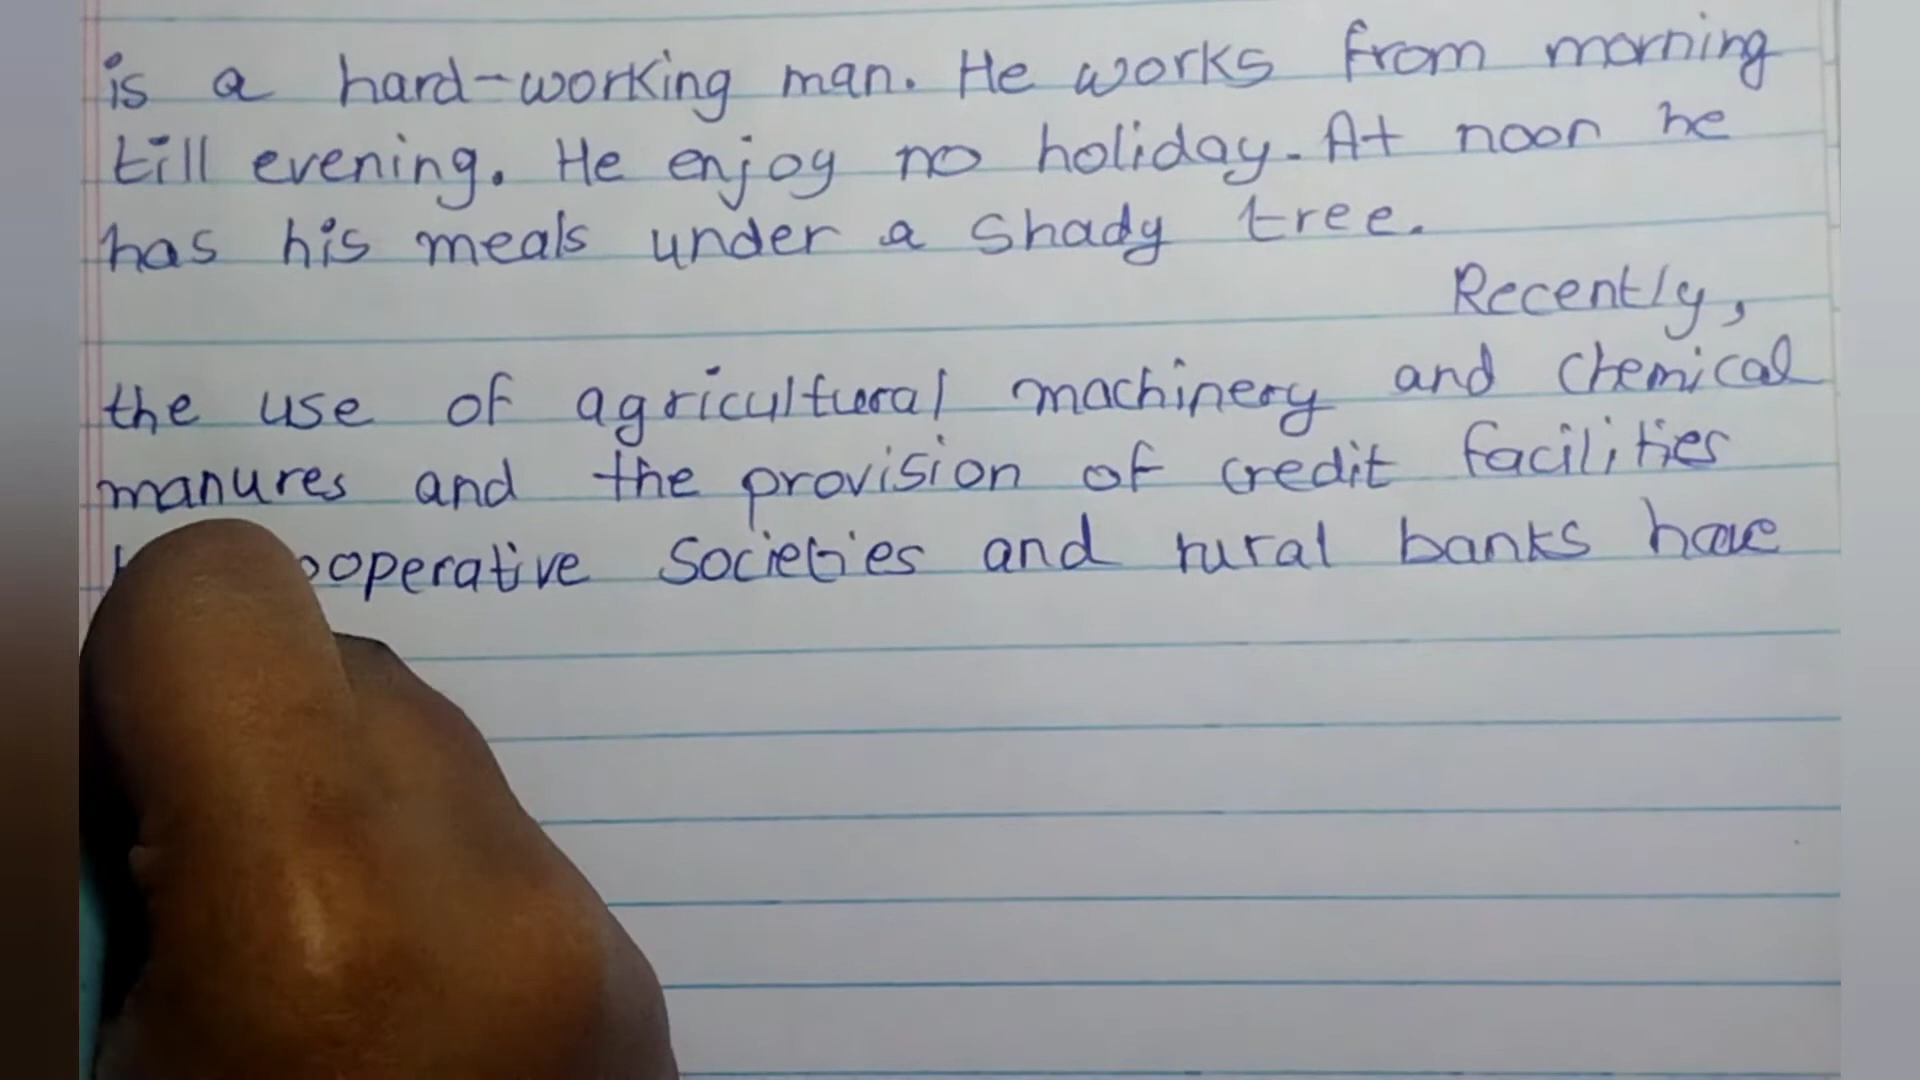 is a hard-working man. He works from morning
till evening. He enjoy no holiday. At noon he
has his meals under a shady tree.
Recently,
the use of agricultural machinery and chemical
manures and the provision of credit facilities
societies and rural banks have